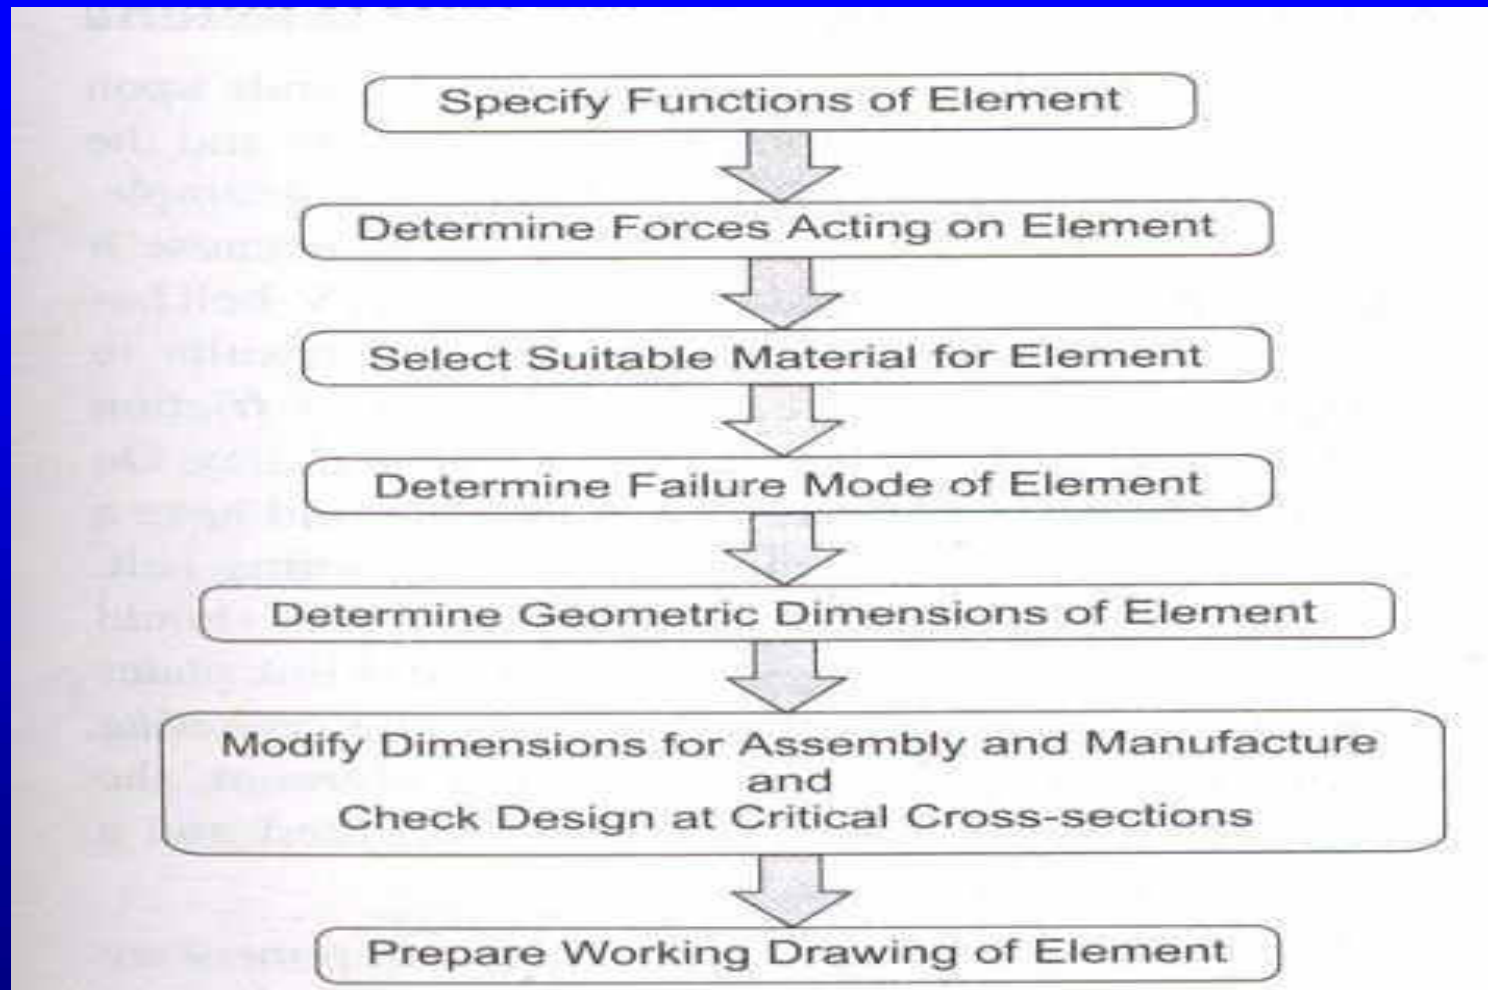 Specify Functions of Element
Determine Forces Acting on Element
Select Suitable Material for Element
Determine Failure Mode of Element
Determine Geometric Dimensions of Element
Modify Dimensions for Assembly and Manufacture
and
Check Design at Critical Cross-sections
Prepare Working Drawing of Element